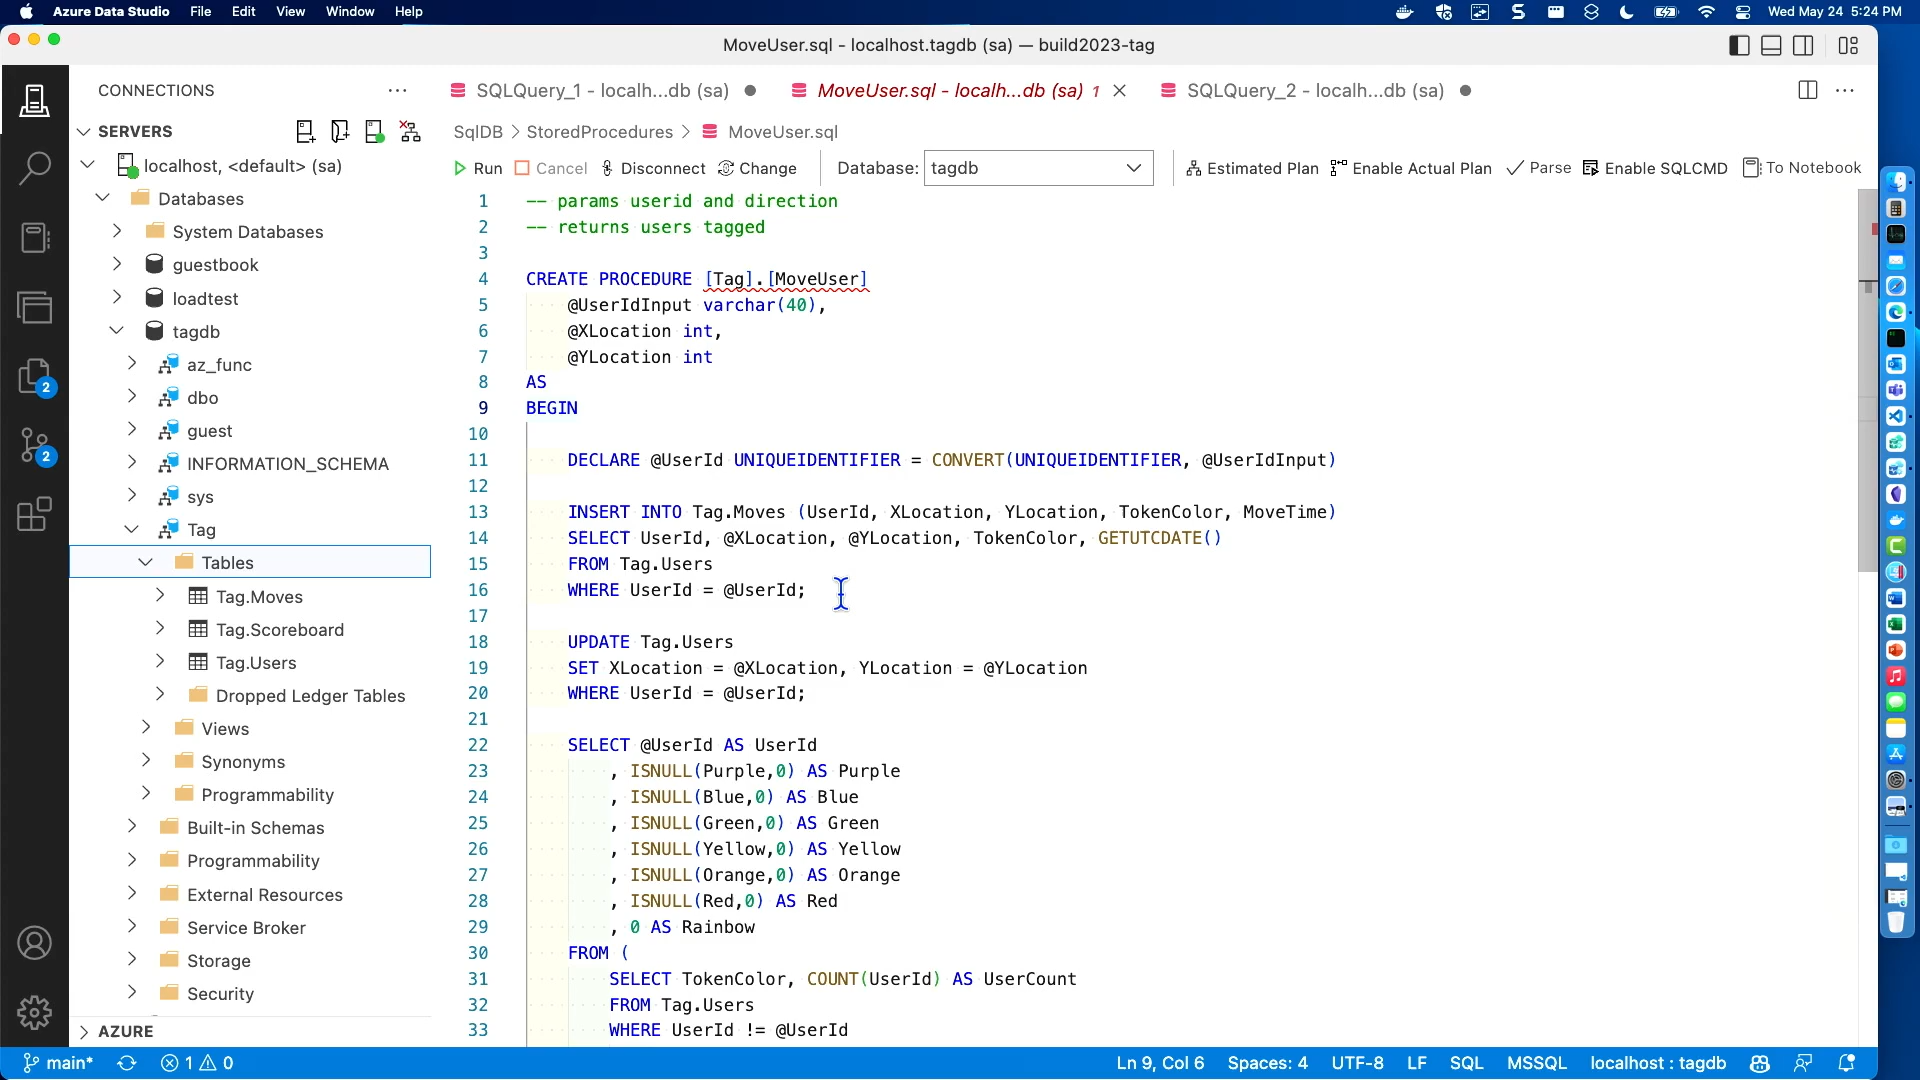 Azure Data Studio File Edit View Window Help Wed May 24 5:24 PM
MoveUser.sql - localhost.tagdb (sa) — build2023-tag
CONNECTIONS
SQLQuery_1 - localh...db (sa)
MoveUser.sql - localh...db (sa) 1
SQLQuery_2 - localh...db (sa)
SERVERS
SqlDB > StoredProcedures > MoveUser.sql
Run Cancel Disconnect Change Database: tagdb Estimated Plan Enable Actual Plan Parse Enable SQLCMD To Notebook
localhost, <default> (sa)
Databases
System Databases
guestbook
loadtest
tagdb
az_func
dbo
guest
INFORMATION_SCHEMA
sys
Tag
Tables
Tag.Moves
Tag.Scoreboard
Tag.Users
Dropped Ledger Tables
Views
Synonyms
Programmability
Built-in Schemas
Programmability
External Resources
Service Broker
Storage
Security
AZURE
2
2
1 -- params userid and direction
2 -- returns users tagged
3
4 CREATE PROCEDURE [Tag].[MoveUser]
5 @UserIdInput varchar(40),
6 @XLocation int,
7 @YLocation int
8 AS
9 BEGIN
10
11 DECLARE @UserId UNIQUEIDENTIFIER = CONVERT(UNIQUEIDENTIFIER, @UserIdInput)
12
13 INSERT INTO Tag.Moves (UserId, XLocation, YLocation, TokenColor, MoveTime)
14 SELECT UserId, @XLocation, @YLocation, TokenColor, GETUTCDATE()
15 FROM Tag.Users
16 WHERE UserId = @UserId;
17
18 UPDATE Tag.Users
19 SET XLocation = @XLocation, YLocation = @YLocation
20 WHERE UserId = @UserId;
21
22 SELECT @UserId AS UserId
23 , ISNULL(Purple,0) AS Purple
24 , ISNULL(Blue,0) AS Blue
25 , ISNULL(Green,0) AS Green
26 , ISNULL(Yellow,0) AS Yellow
27 , ISNULL(Orange,0) AS Orange
28 , ISNULL(Red,0) AS Red
29 , 0 AS Rainbow
30 FROM (
31 SELECT TokenColor, COUNT(UserId) AS UserCount
32 FROM Tag.Users
33 WHERE UserId != @UserId
main* 1 0 Ln 9, Col 6 Spaces: 4 UTF-8 LF SQL MSSQL localhost : tagdb